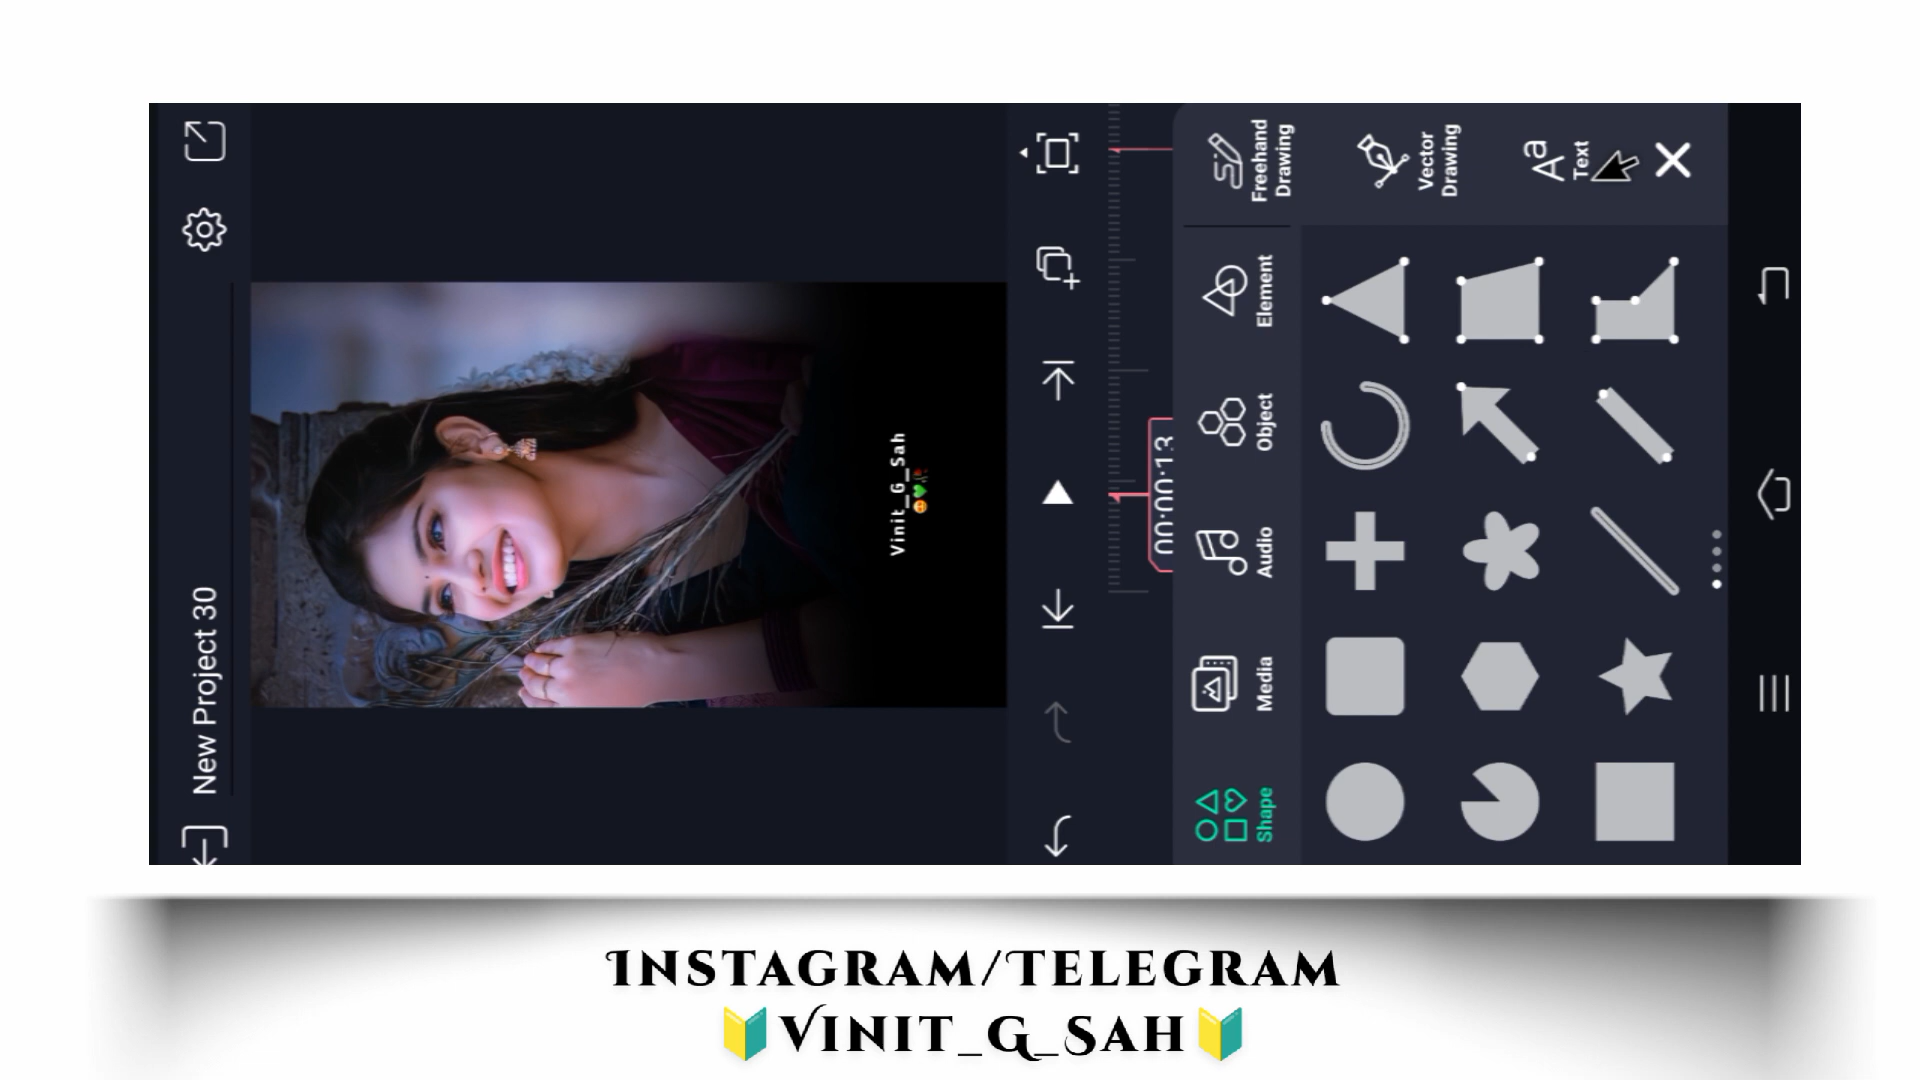 New Project 30
Vinit_G_Sah
😊💚🥀
00:00:13
Freehand
Drawing
Vector
Drawing
Aa
Text
Element
Object
Audio
Media
Shape
INSTAGRAM/TELEGRAM
🔰VINIT_G_SAH🔰